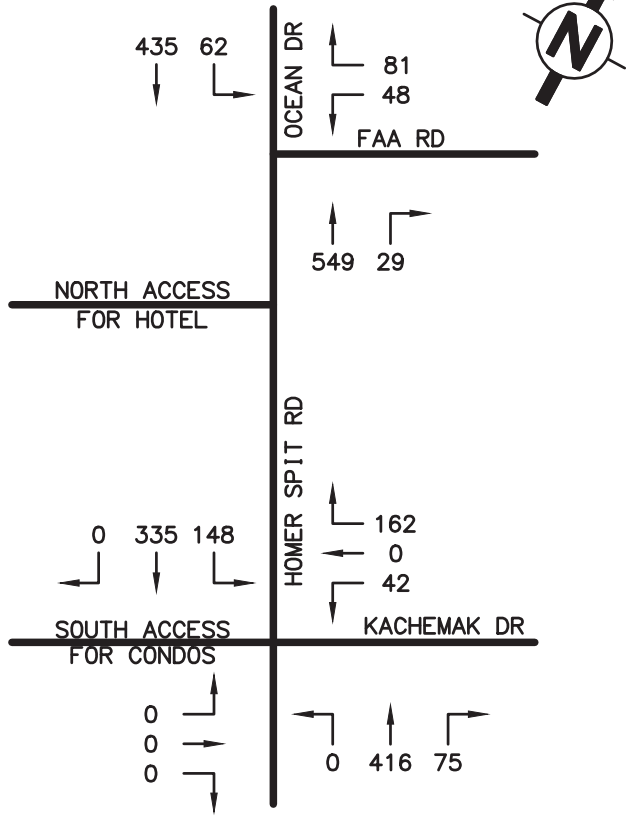 435 62
OCEAN DR
81
48
N
FAA RD
549 29
NORTH ACCESS
FOR HOTEL
HOMER SPIT RD
0 335 148
162
0
42
SOUTH ACCESS
FOR CONDOS
KACHEMAK DR
0
0
0
0 416 75